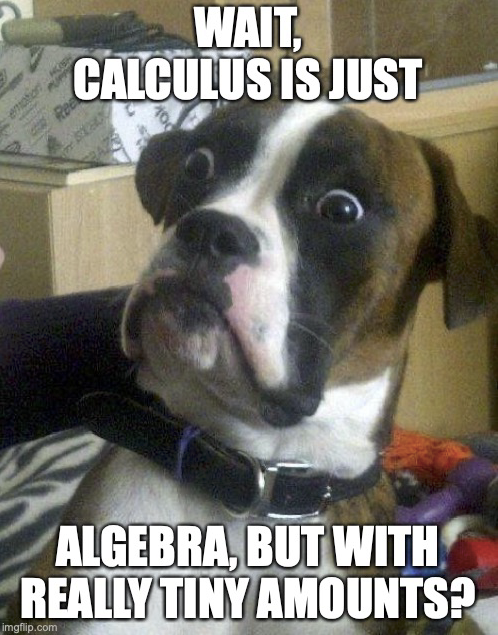 WAIT,
CALCULUS IS JUST
ALGEBRA, BUT WITH
REALLY TINY AMOUNTS?
imgflip.com